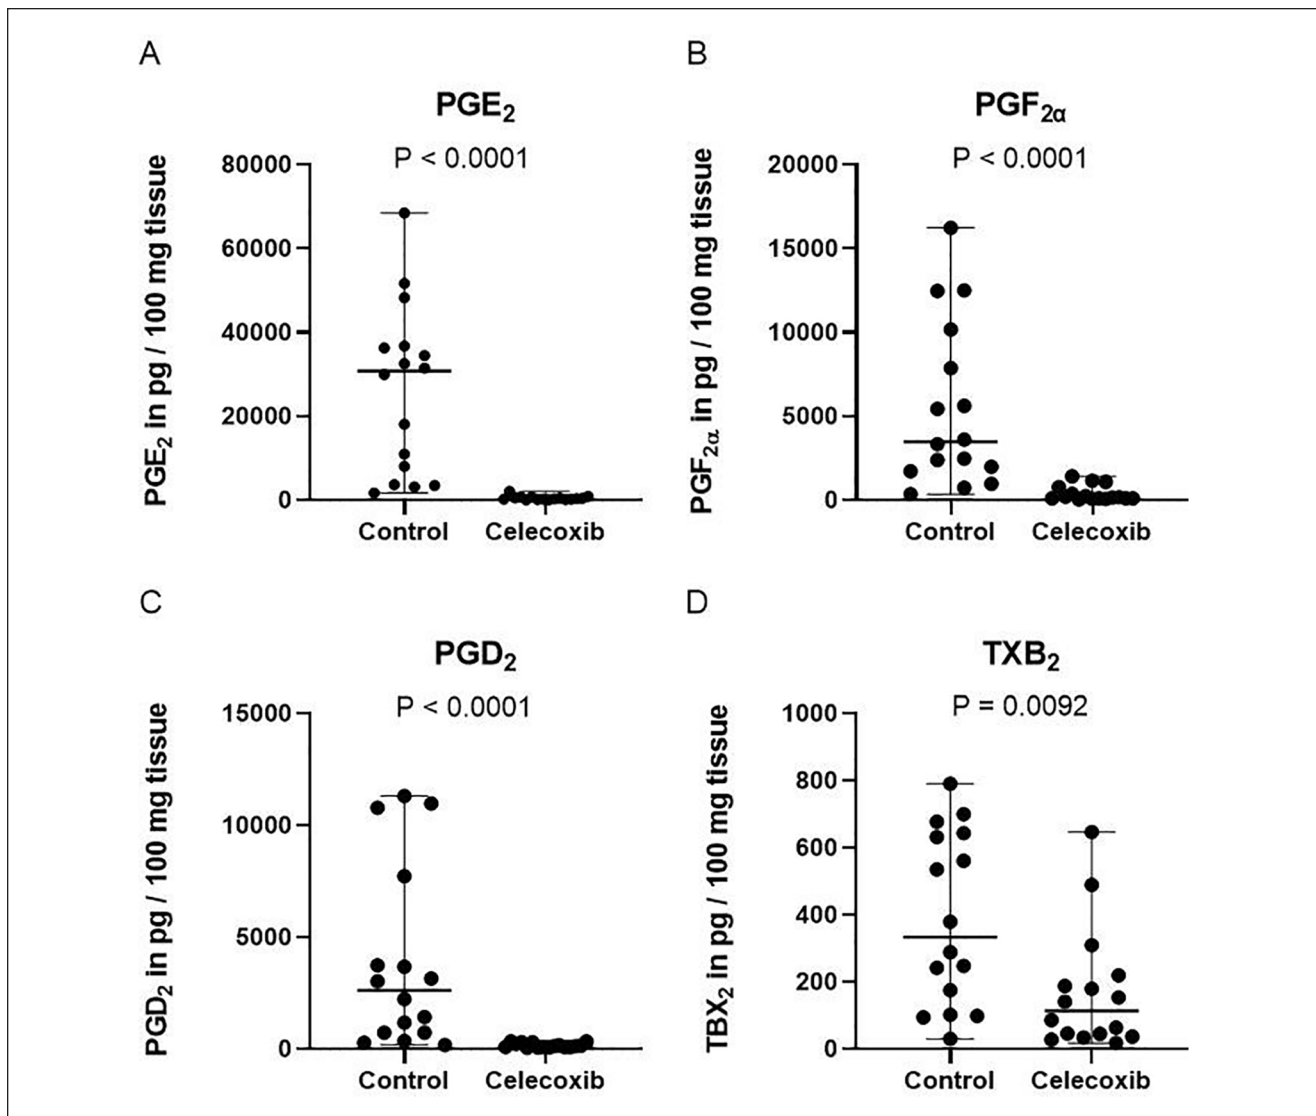 A
PGE2
P < 0.0001
PGE2 in pg / 100 mg tissue
80000
60000
40000
20000
0
Control
Celecoxib
B
PGF2α
P < 0.0001
PGF2α in pg / 100 mg tissue
20000
15000
10000
5000
0
Control
Celecoxib
C
PGD2
P < 0.0001
PGD2 in pg / 100 mg tissue
15000
10000
5000
0
Control
Celecoxib
D
TXB2
P = 0.0092
TBX2 in pg / 100 mg tissue
1000
800
600
400
200
0
Control
Celecoxib